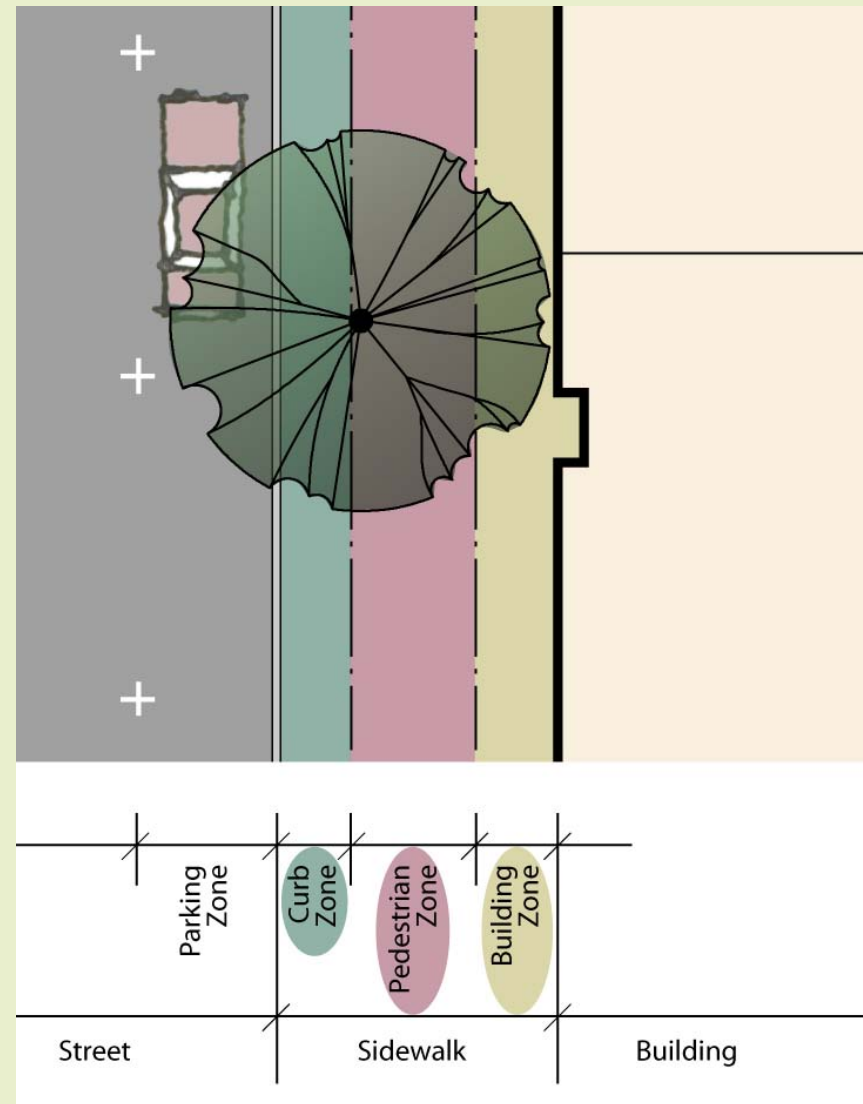 Parking
Zone
Curb
Zone
Pedestrian
Zone
Building
Zone
Street
Sidewalk
Building